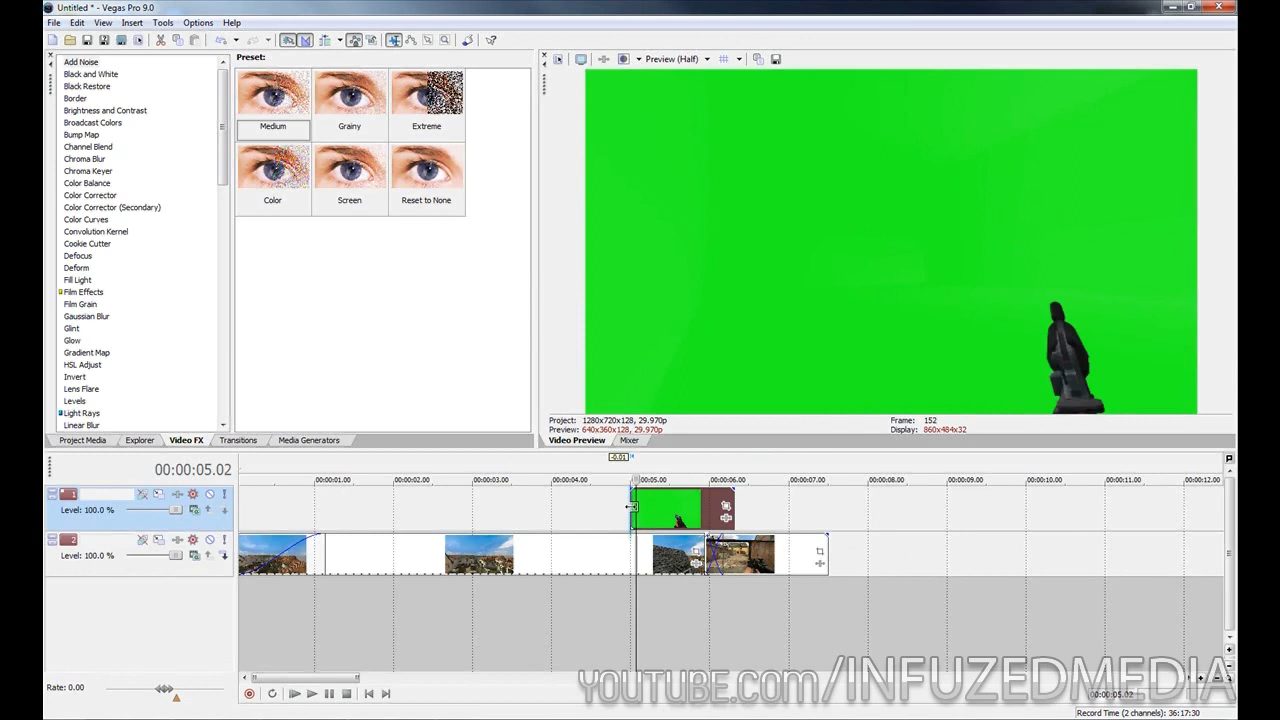 Untitled * - Vegas Pro 9.0
File Edit View Insert Tools Options Help
Add Noise
Black and White
Black Restore
Border
Brightness and Contrast
Broadcast Colors
Bump Map
Channel Blend
Chroma Blur
Chroma Keyer
Color Balance
Color Corrector
Color Corrector (Secondary)
Color Curves
Convolution Kernel
Cookie Cutter
Defocus
Deform
Fill Light
Film Effects
Film Grain
Gaussian Blur
Glint
Glow
Gradient Map
HSL Adjust
Invert
Lens Flare
Levels
Light Rays
Linear Blur
Preset:
Medium Grainy Extreme
Color Screen Reset to None
Preview (Half)
Project: 1280x720x128, 29.970p
Preview: 640x360x128, 29.970p
Frame: 152
Display: 860x484x32
Project Media Explorer Video FX Transitions Media Generators
Video Preview Mixer
00:00:05.02
-0.01
00:00:01.00 00:00:02.00 00:00:03.00 00:00:04.00 00:00:05.00 00:00:06.00 00:00:07.00 00:00:08.00 00:00:09.00 00:00:10.00 00:00:11.00 00:00:12.00
1
Level: 100.0 %
2
Level: 100.0 %
Rate: 0.00
YOUTUBE.COM/INFUZEDMEDIA
00:00:05.02
Record Time (2 channels): 36:17:30